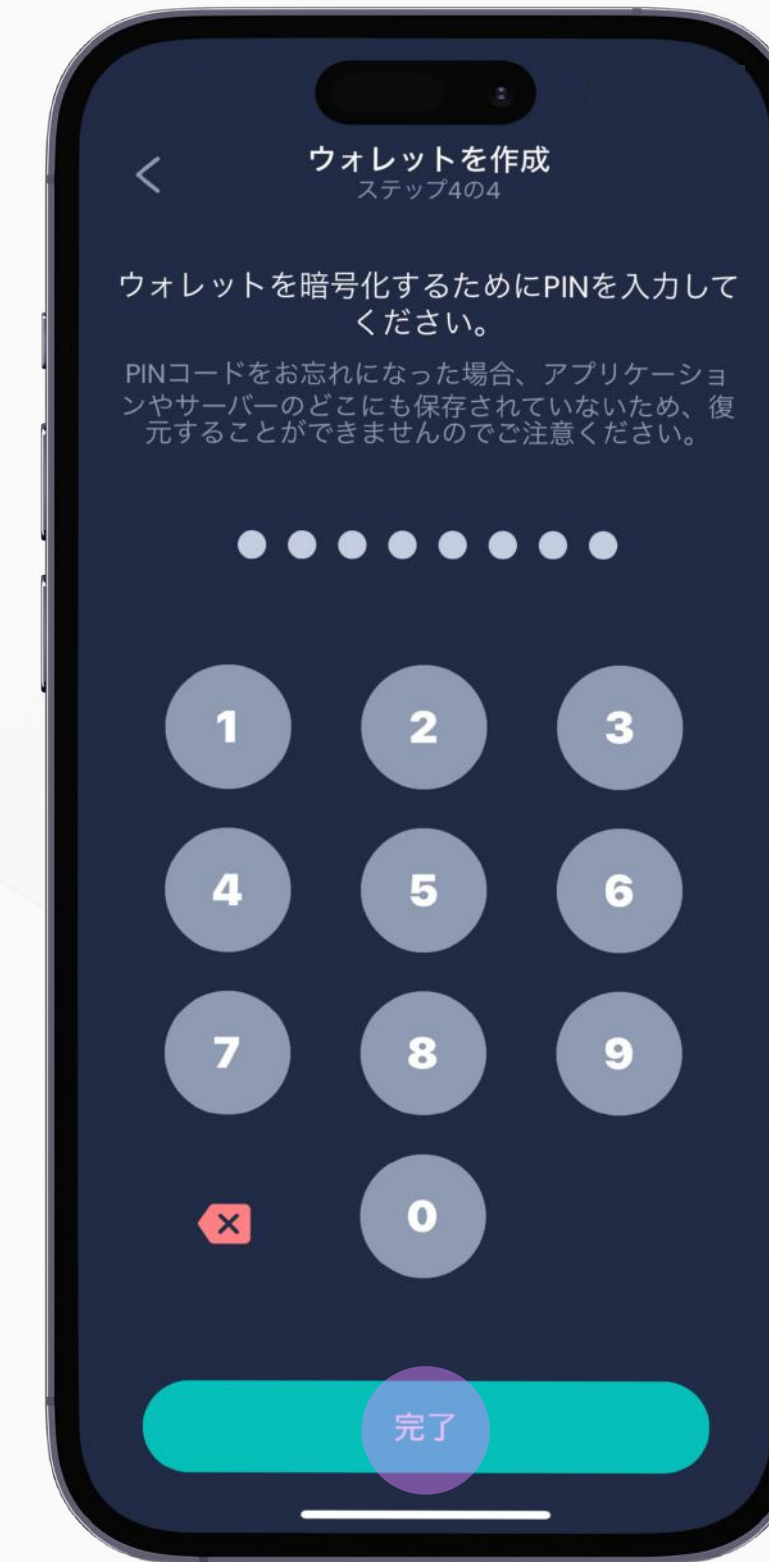 ウォレットを作成
ステップ4の4
ウォレットを暗号化するためにPINを入力して
ください。
PINコードをお忘れになった場合、アプリケーショ
ンやサーバーのどこにも保存されていないため、復
元することができませんのでご注意ください。
1 2 3
4 5 6
7 8 9
0
完了